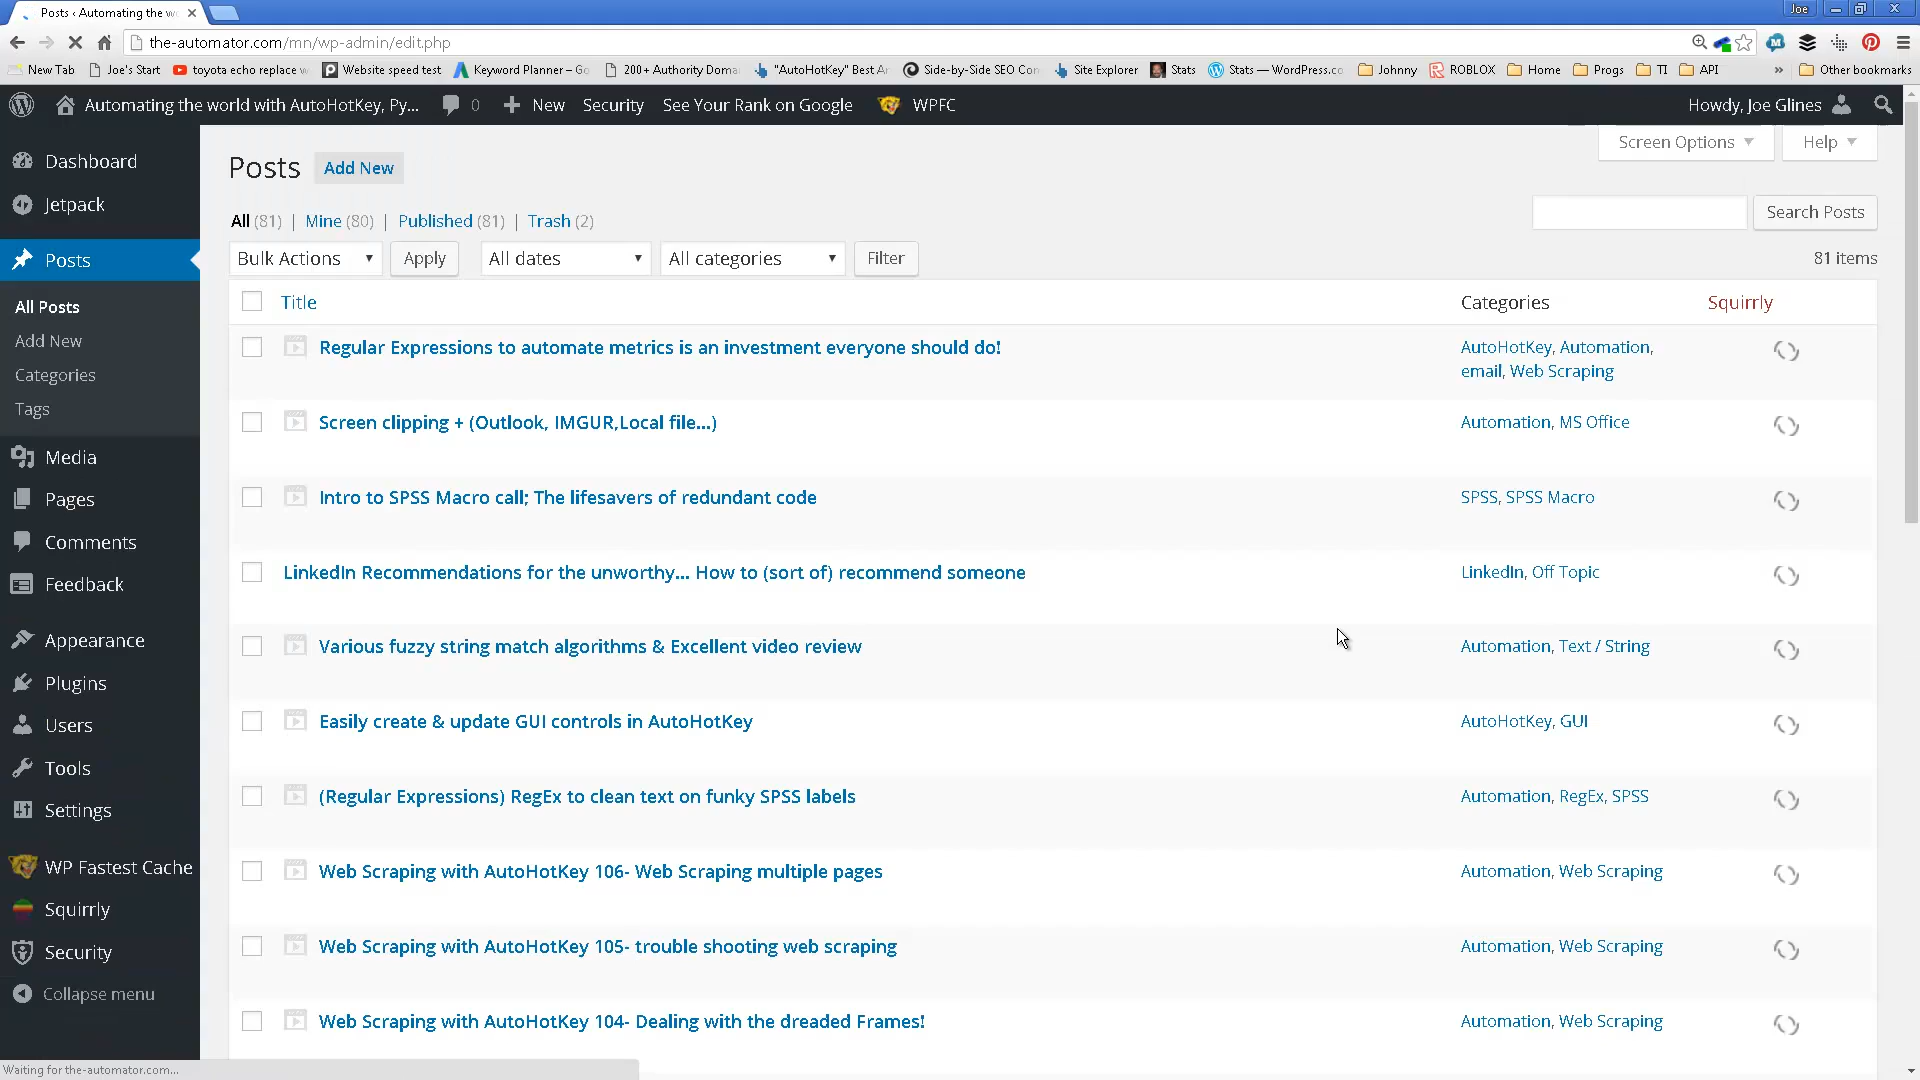 Posts ‹ Automating the wo
Joe
the-automator.com/mn/wp-admin/edit.php
New Tab
Joe's Start
toyota echo replace w
Website speed test
Keyword Planner – Go
200+ Authority Domai
"AutoHotKey" Best Ar
Side-by-Side SEO Con
Site Explorer
Stats
Stats — WordPress.co
Johnny
ROBLOX
Home
Progs
TI
API
»
Other bookmarks
Automating the world with AutoHotKey, Py...
0
New
Security
See Your Rank on Google
WPFC
Howdy, Joe Glines
Dashboard
Jetpack
Posts
All Posts
Add New
Categories
Tags
Media
Pages
Comments
Feedback
Appearance
Plugins
Users
Tools
Settings
WP Fastest Cache
Squirrly
Security
Collapse menu
Screen Options
Help
Posts
Add New
All (81) | Mine (80) | Published (81) | Trash (2)
Search Posts
Bulk Actions
Apply
All dates
All categories
Filter
81 items
Title
Categories
Squirrly
Regular Expressions to automate metrics is an investment everyone should do!
AutoHotKey, Automation,
email, Web Scraping
Screen clipping + (Outlook, IMGUR,Local file...)
Automation, MS Office
Intro to SPSS Macro call; The lifesavers of redundant code
SPSS, SPSS Macro
LinkedIn Recommendations for the unworthy... How to (sort of) recommend someone
LinkedIn, Off Topic
Various fuzzy string match algorithms & Excellent video review
Automation, Text / String
Easily create & update GUI controls in AutoHotKey
AutoHotKey, GUI
(Regular Expressions) RegEx to clean text on funky SPSS labels
Automation, RegEx, SPSS
Web Scraping with AutoHotKey 106- Web Scraping multiple pages
Automation, Web Scraping
Web Scraping with AutoHotKey 105- trouble shooting web scraping
Automation, Web Scraping
Web Scraping with AutoHotKey 104- Dealing with the dreaded Frames!
Automation, Web Scraping
Waiting for the-automator.com...